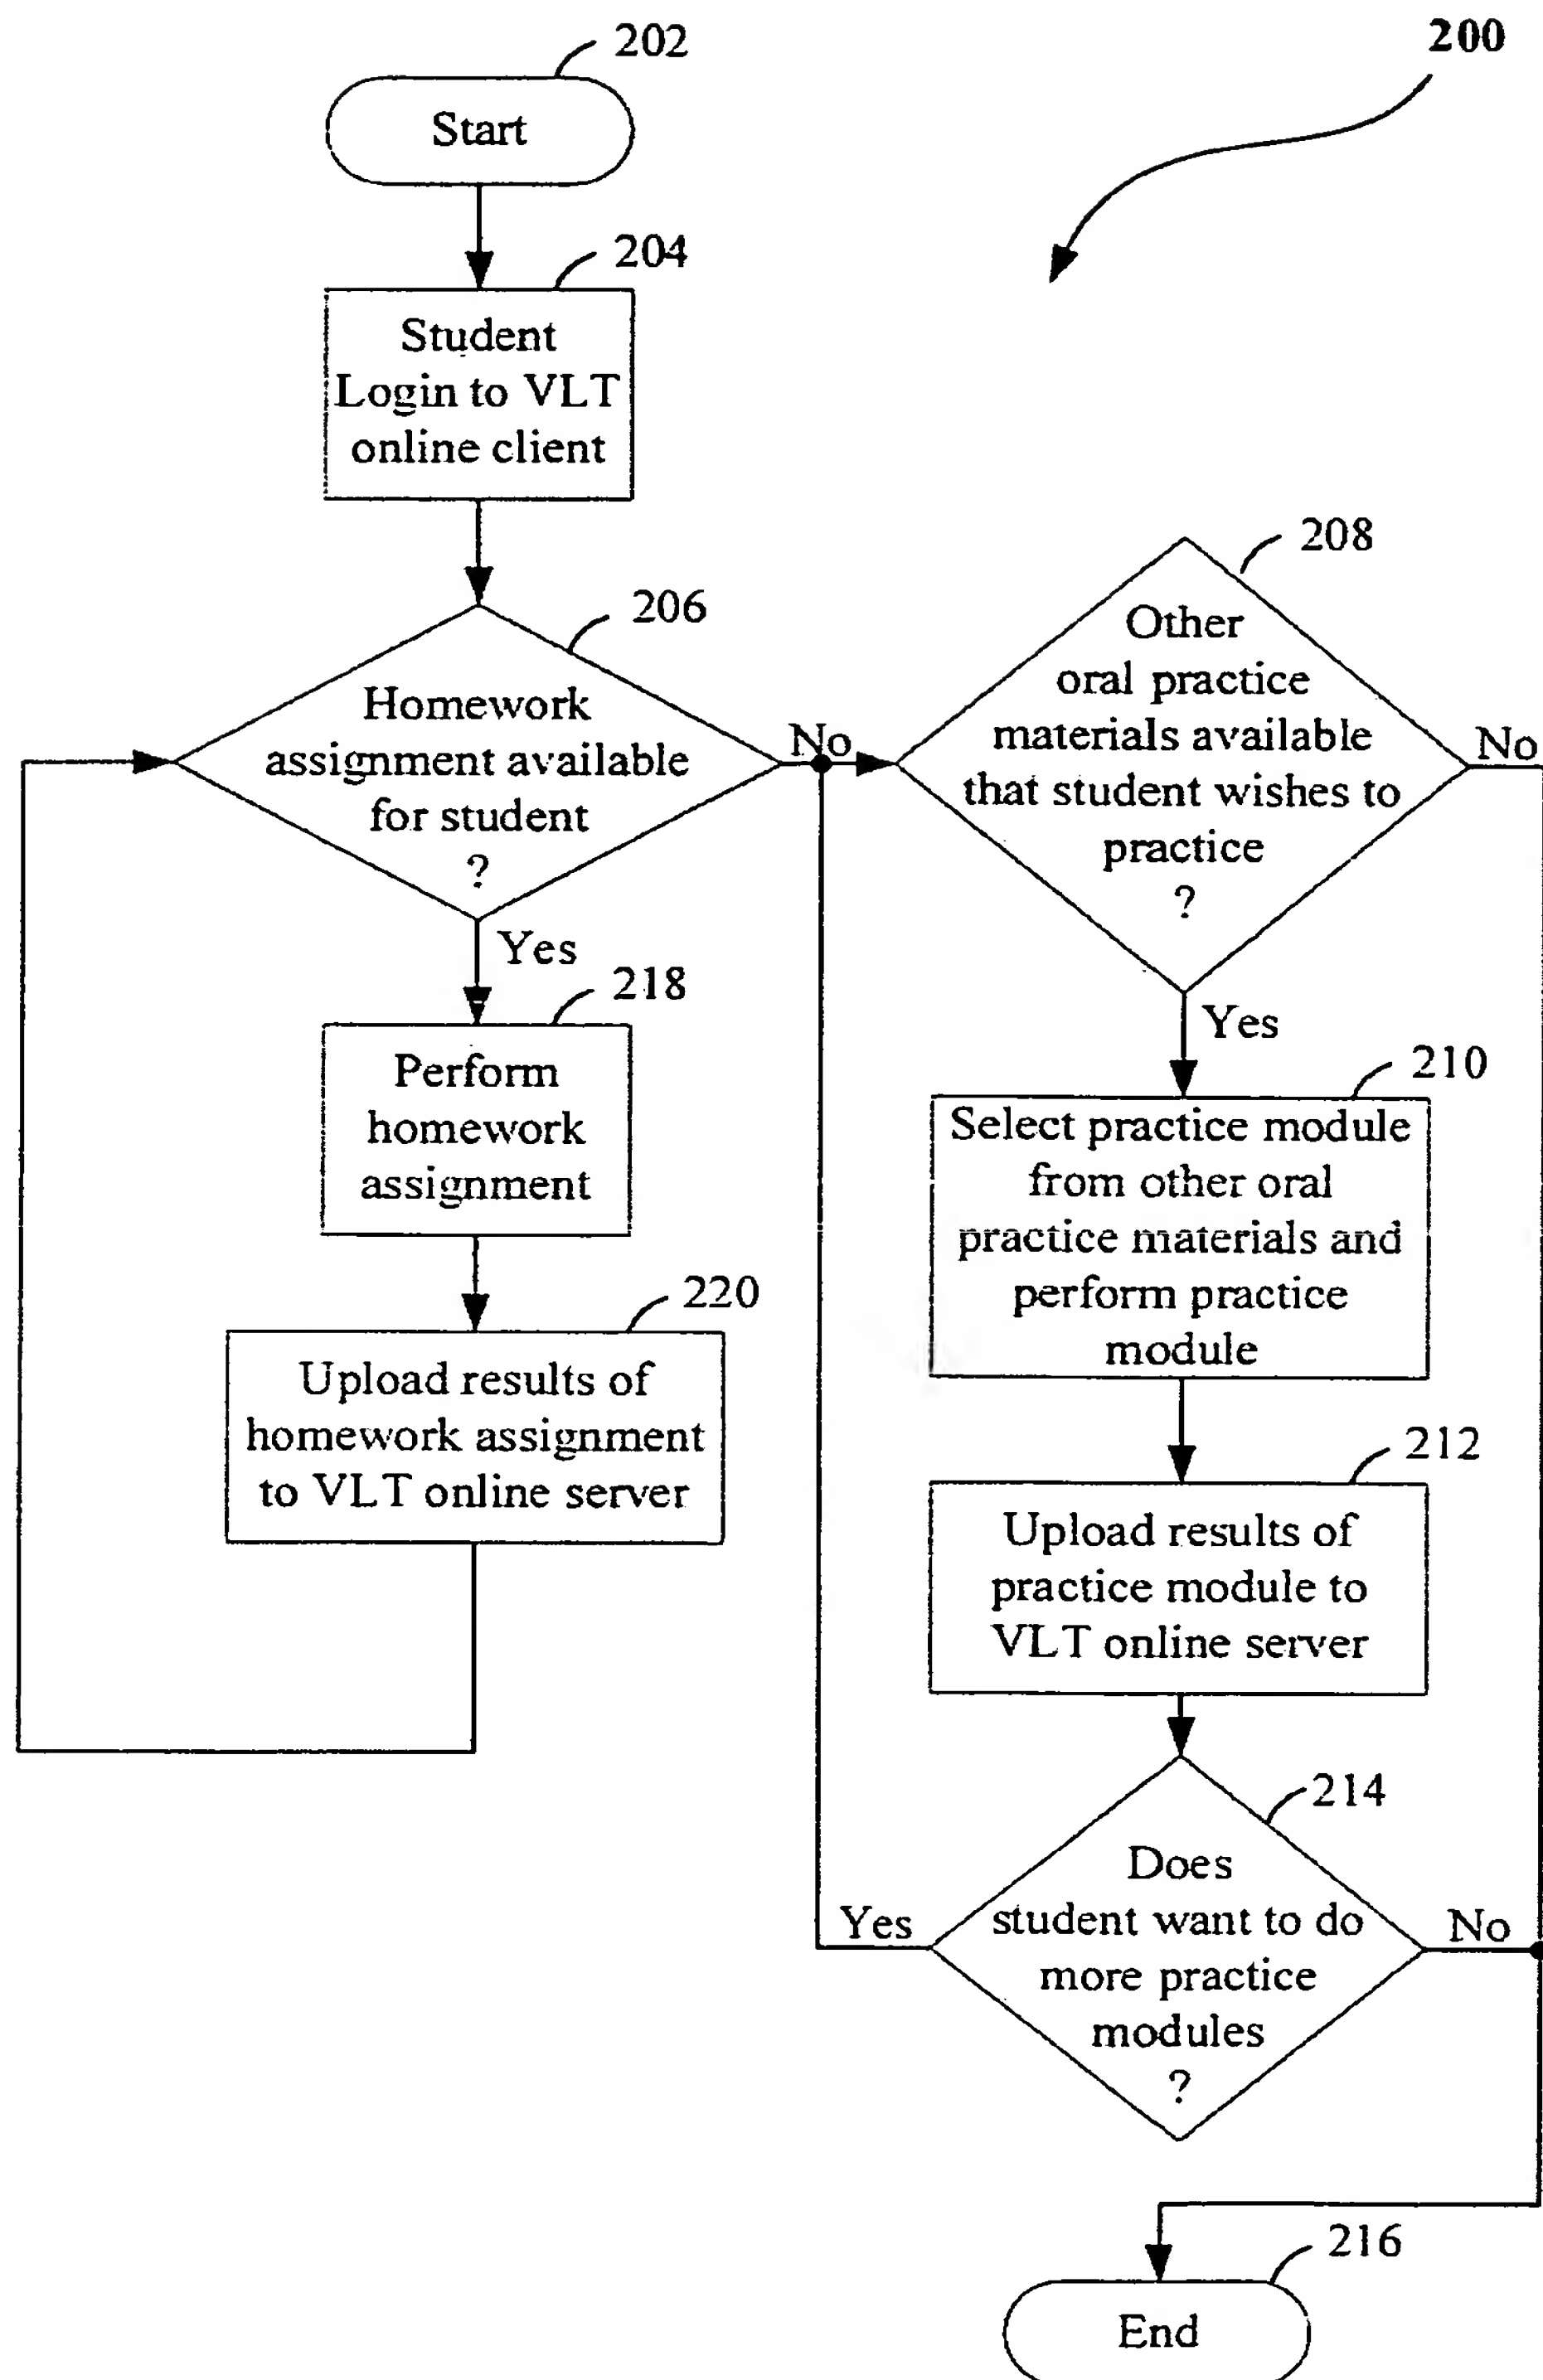 200
202
Start
204
Student
Login to VLT
online client
206
Homework
assignment available
for student
?
No
Yes
218
Perform
homework
assignment
220
Upload results of
homework assignment
to VLT online server
208
Other
oral practice
materials available
that student wishes to
practice
?
No
Yes
210
Select practice module
from other oral
practice materials and
perform practice
module
212
Upload results of
practice module to
VLT online server
214
Does
student want to do
more practice
modules
?
Yes
No
216
End